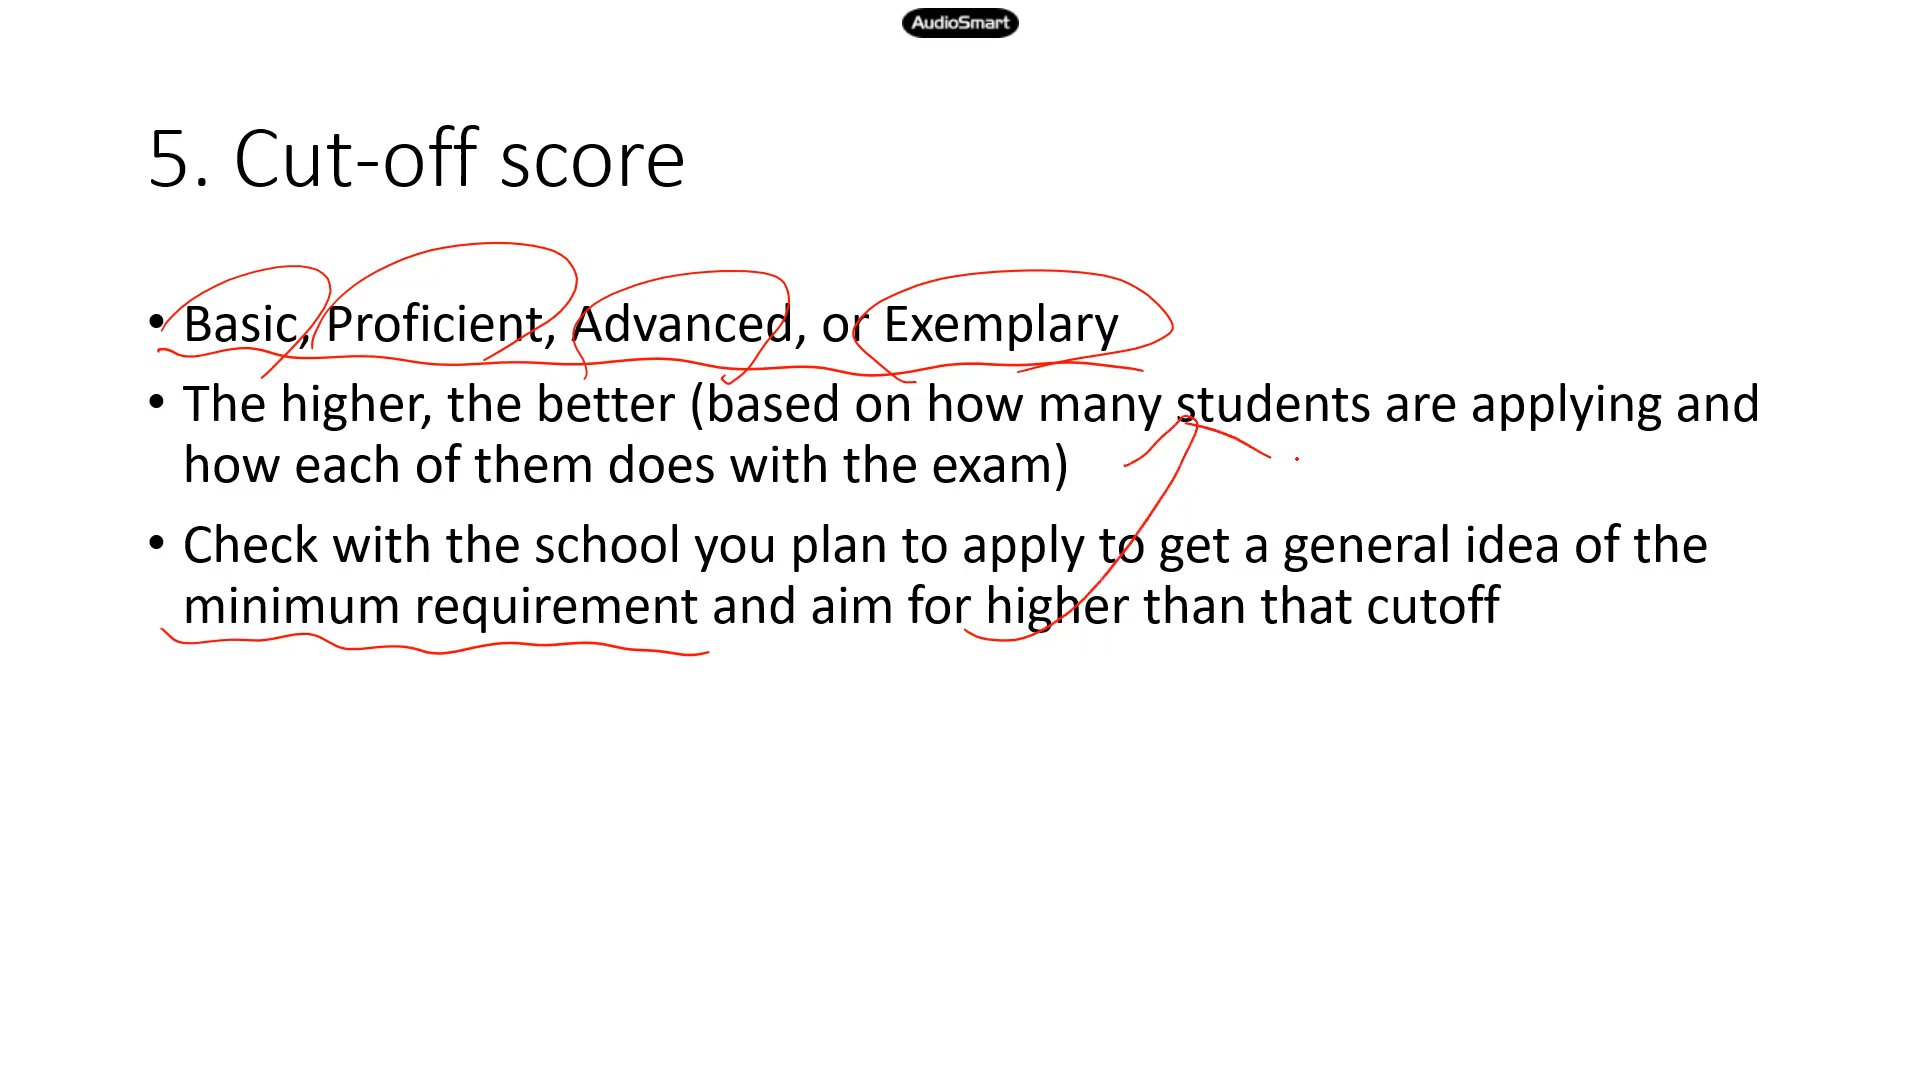 AudioSmart
5. Cut-off score
• Basic, Proficient, Advanced, or Exemplary
• The higher, the better (based on how many students are applying and
how each of them does with the exam)
• Check with the school you plan to apply to get a general idea of the
minimum requirement and aim for higher than that cutoff